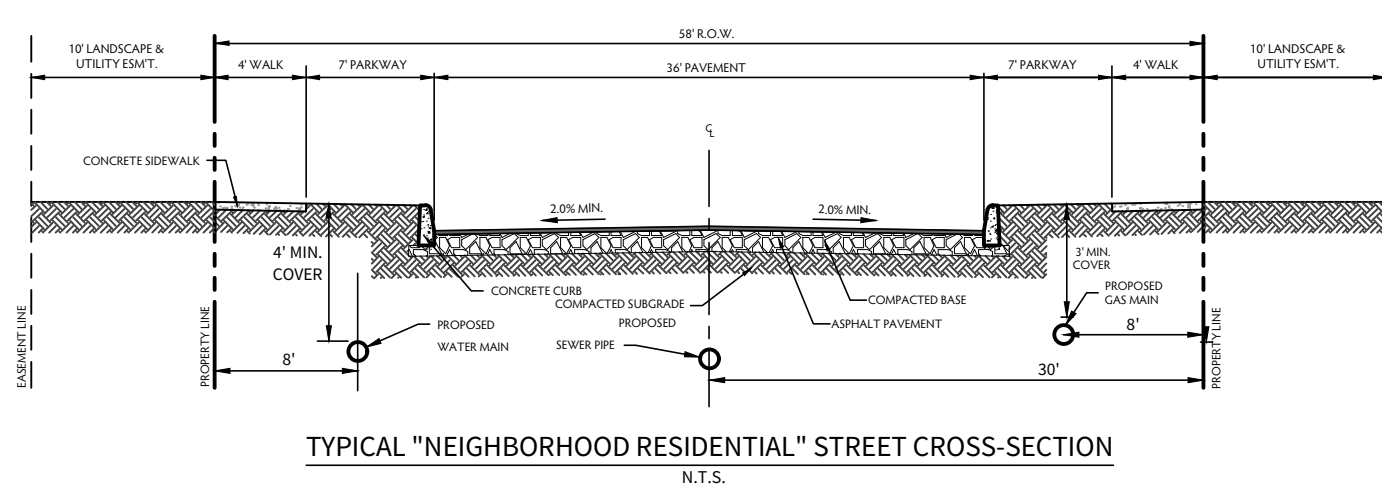 58' R.O.W.
10' LANDSCAPE &
UTILITY ESM'T.
4' WALK
7' PARKWAY
36' PAVEMENT
7' PARKWAY
4' WALK
10' LANDSCAPE &
UTILITY ESM'T.
CL
CONCRETE SIDEWALK
2.0% MIN.
2.0% MIN.
4' MIN.
COVER
3' MIN.
COVER
CONCRETE CURB
COMPACTED SUBGRADE
COMPACTED BASE
PROPOSED
GAS MAIN
PROPOSED
WATER MAIN
PROPOSED
SEWER PIPE
ASPHALT PAVEMENT
8'
8'
30'
EASEMENT LINE
PROPERTY LINE
PROPERTY LINE
TYPICAL "NEIGHBORHOOD RESIDENTIAL" STREET CROSS-SECTION
N.T.S.